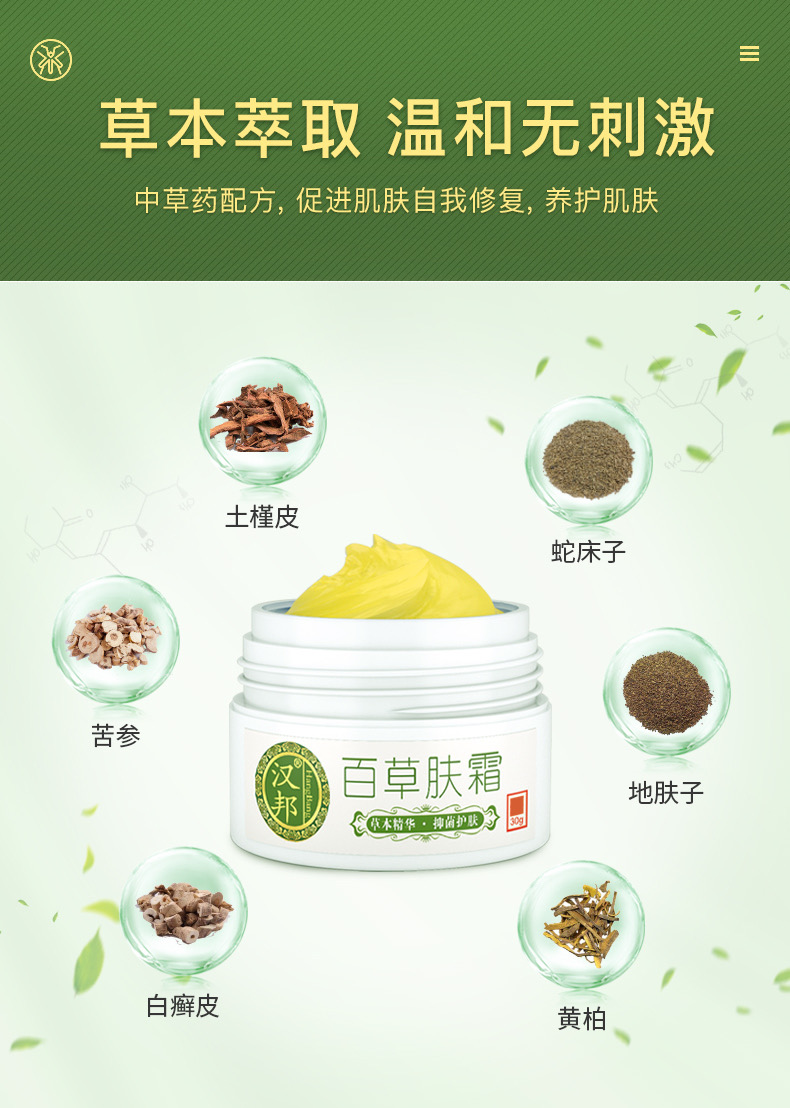 草本萃取 温和无刺激
中草药配方, 促进肌肤自我修复, 养护肌肤
土槿皮
蛇床子
苦参
地肤子
汉邦®
HanBang
百草肤霜
草本精华·抑菌护肤
30g
白癣皮
黄柏